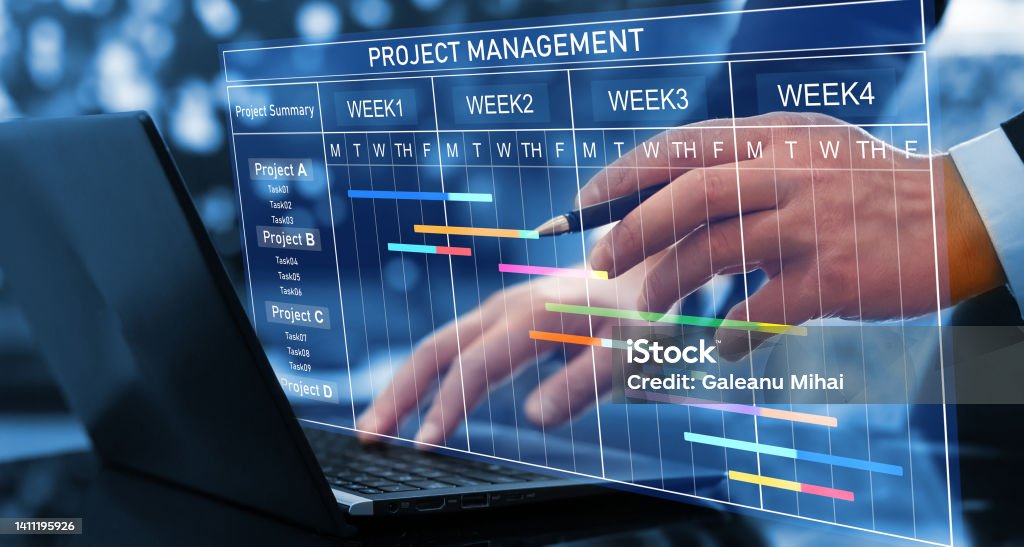 PROJECT MANAGEMENT
Project Summary WEEK1 WEEK2 WEEK3 WEEK4
M T W TH F M T W TH F M T W TH F M T W TH F
Project A
Task01
Task02
Task03
Project B
Task04
Task05
Task06
Project C
Task07
Task08
Task09
Project D
iStock™
Credit: Galeanu Mihai
1411195926